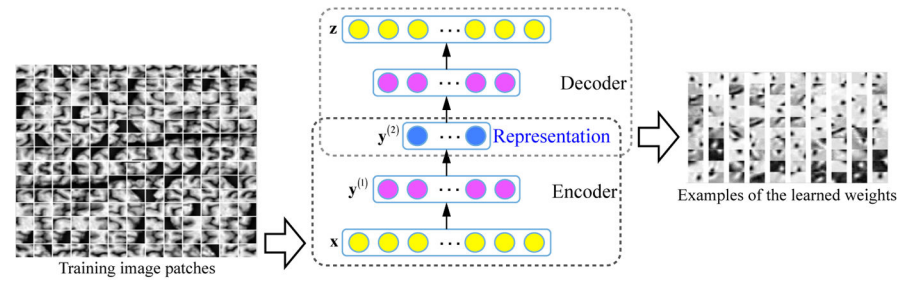 z
Decoder
y(2)
Representation
y(1)
Encoder
x
Training image patches
Examples of the learned weights